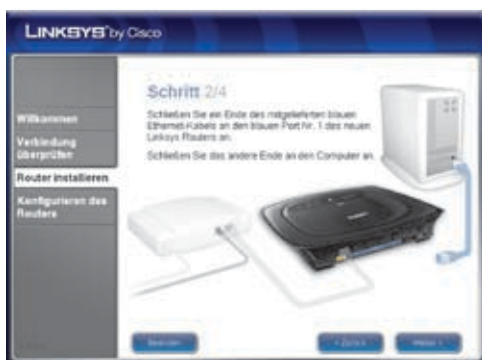 LINKSYS by Cisco
Schritt 2/4
Schließen Sie ein Ende des mitgelieferten blauen
Ethernet-Kabels an den blauen Port Nr. 1 des neuen
Linksys Routers an.
Schließen Sie das andere Ende an den Computer an.
Willkommen
Verbindung
überprüfen
Router installieren
Konfigurieren des
Routers
Beenden
< Zurück
Weiter >